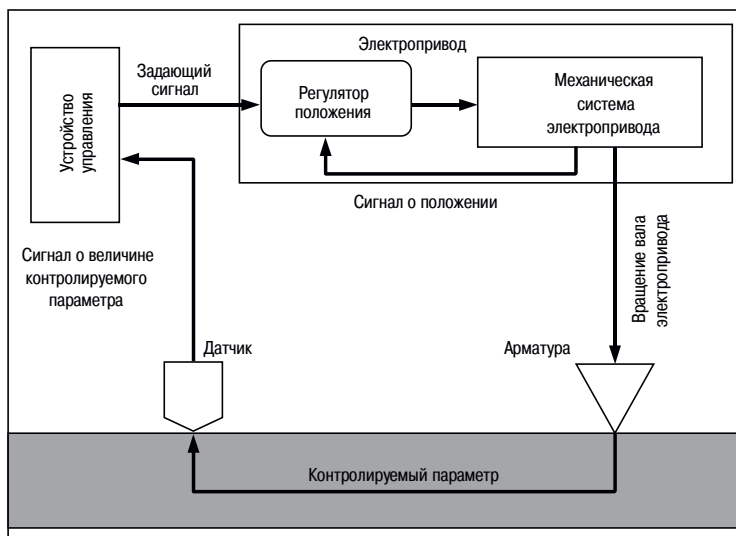 Электропривод
Задающий
сигнал
Регулятор
положения
Механическая
система
электропривода
Устройство
управления
Сигнал о положении
Сигнал о величине
контролируемого
параметра
Вращение вала
электропривода
Датчик
Арматура
Контролируемый параметр